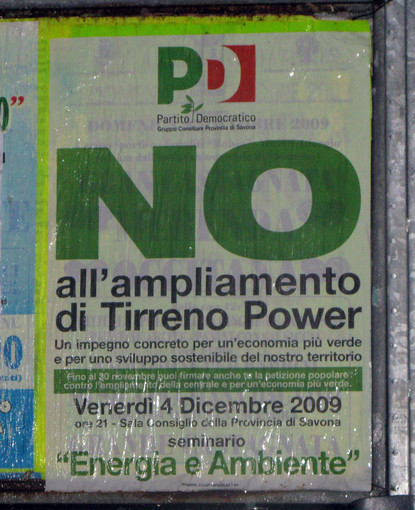 PD
Partito Democratico
Gruppo Consiliare Provincia di Savona
NO
all'ampliamento
di Tirreno Power
Un impegno concreto per un'economia più verde
e per uno sviluppo sostenibile del nostro territorio
Fino al 30 novembre puoi firmare anche tu la petizione popolare
contro l'ampliamento della centrale e per un'economia più verde.
Venerdì 4 Dicembre 2009
ore 21 - Sala Consiglio della Provincia di Savona
seminario
"Energia e Ambiente"